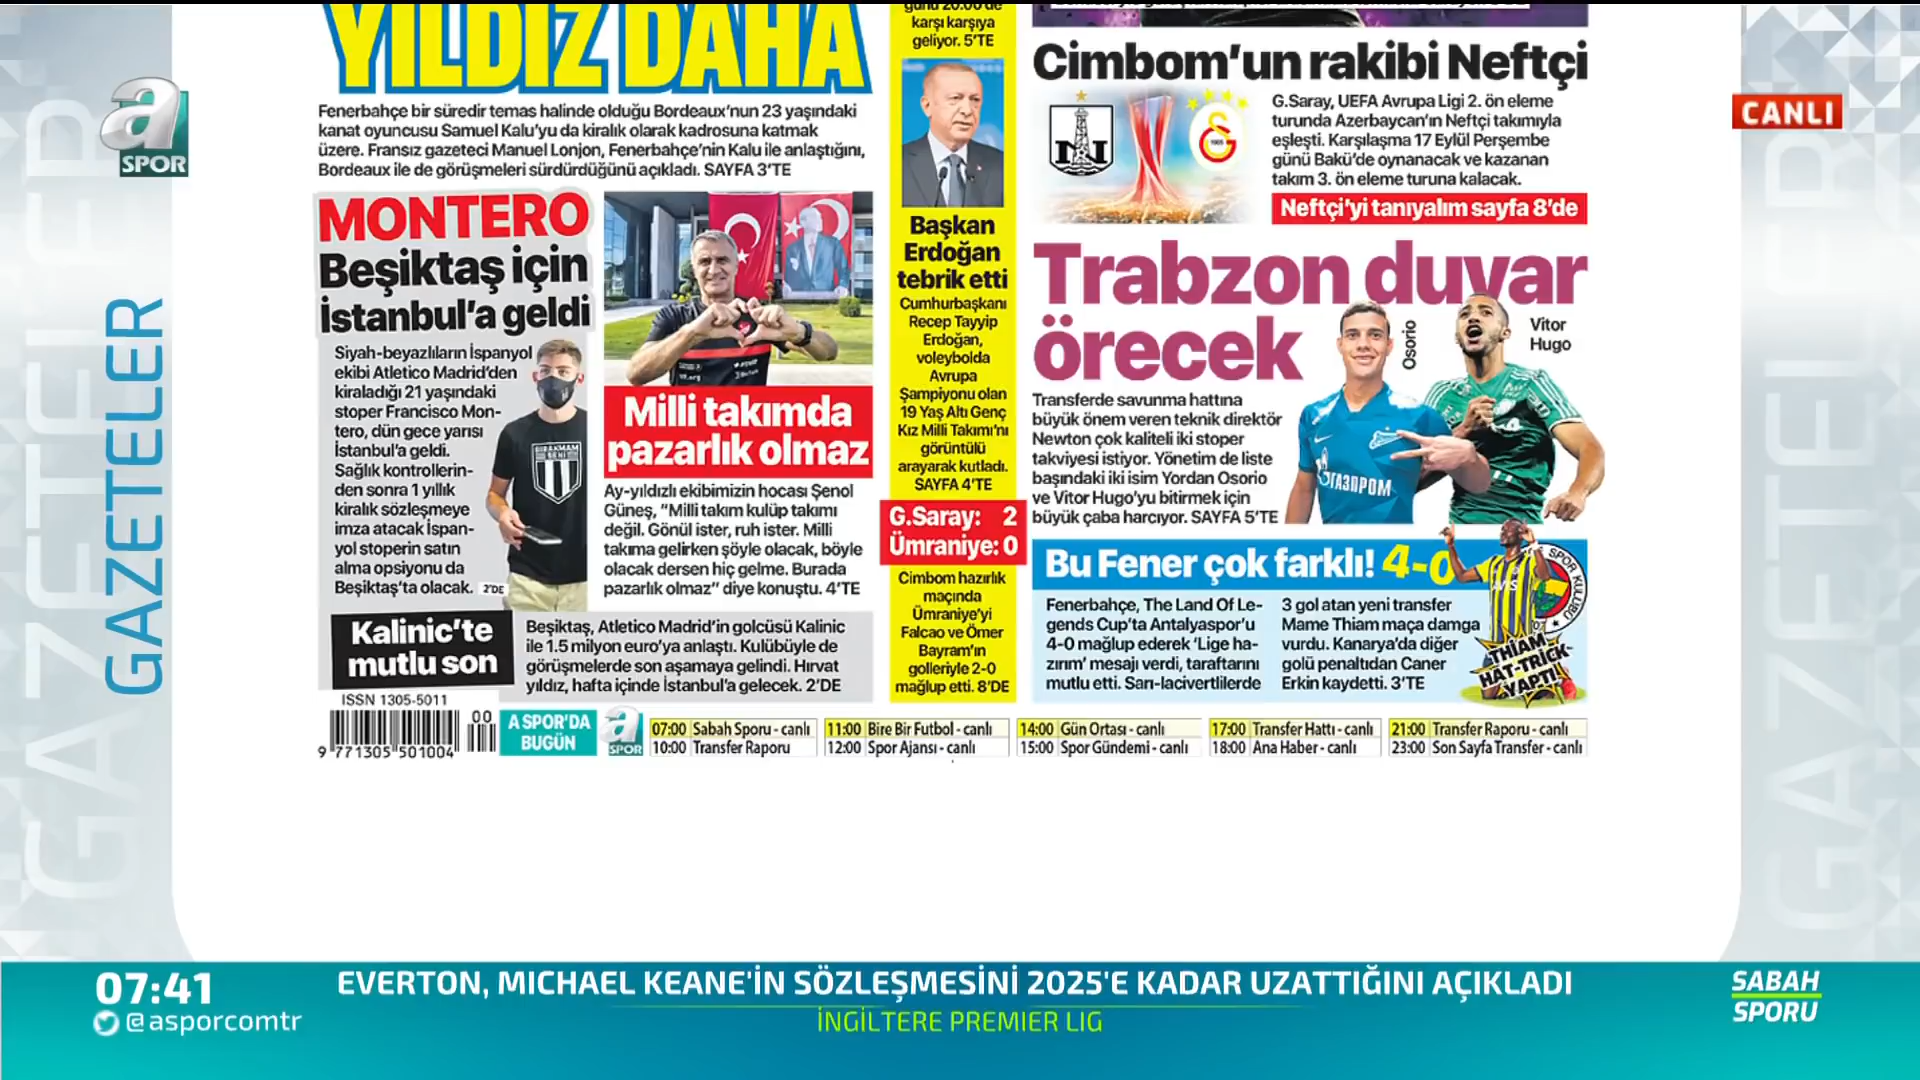 YILDIZ DAHA
Fenerbahçe bir süredir temas halinde olduğu Bordeaux'nun 23 yaşındaki
kanat oyuncusu Samuel Kalu'yu da kiralık olarak kadrosuna katmak
üzere. Fransız gazeteci Manuel Lonjon, Fenerbahçe'nin Kalu ile anlaştığını,
Bordeaux ile de görüşmeleri sürdürdüğünü açıkladı. SAYFA 3'TE
MONTERO
Beşiktaş için
İstanbul'a geldi
Siyah-beyazlıların İspanyol
ekibi Atletico Madrid'den
kiraladığı 21 yaşındaki
stoper Francisco Mon-
tero, dün gece yarısı
İstanbul'a geldi.
Sağlık kontrollerin-
den sonra 1 yıllık
kiralık sözleşmeye
imza atacak İspan-
yol stoperin satın
alma opsiyonu da
Beşiktaş'ta olacak. 2'DE
Milli takımda
pazarlık olmaz
Ay-yıldızlı ekibimizin hocası Şenol
Güneş, "Milli takım kulüp takımı
değil. Gönül ister, ruh ister. Milli
takıma gelirken şöyle olacak, böyle
olacak dersen hiç gelme. Burada
pazarlık olmaz" diye konuştu. 4'TE
Kalinic'te
mutlu son
Beşiktaş, Atletico Madrid'in golcüsü Kalinic
ile 1.5 milyon euro'ya anlaştı. Kulübüyle de
görüşmelerde son aşamaya gelindi. Hırvat
yıldız, hafta içinde İstanbul'a gelecek. 2'DE
günü 20.00'de
karşı karşıya
geliyor. 5'TE
Başkan
Erdoğan
tebrik etti
Cumhurbaşkanı
Recep Tayyip
Erdoğan,
voleybolda
Avrupa
Şampiyonu olan
19 Yaş Altı Genç
Kız Milli Takımı'nı
görüntülü
arayarak kutladı.
SAYFA 4'TE
G.Saray: 2
Ümraniye: 0
Cimbom hazırlık
maçında
Ümraniye'yi
Falcao ve Ömer
Bayram'ın
golleriyle 2-0
mağlup etti. 8'DE
Cimbom'un rakibi Neftçi
G.Saray, UEFA Avrupa Ligi 2. ön eleme
turunda Azerbaycan'ın Neftçi takımıyla
eşleşti. Karşılaşma 17 Eylül Perşembe
günü Bakü'de oynanacak ve kazanan
takım 3. ön eleme turuna kalacak.
Neftçi'yi tanıyalım sayfa 8'de
Trabzon duvar
örecek
Osorio
Vitor
Hugo
Transferde savunma hattına
büyük önem veren teknik direktör
Newton çok kaliteli iki stoper
takviyesi istiyor. Yönetim de liste
başındaki iki isim Yordan Osorio
ve Vitor Hugo'yu bitirmek için
büyük çaba harcıyor. SAYFA 5'TE
ГАЗПРОМ
Bu Fener çok farklı! 4-0
Fenerbahçe, The Land Of Le-
gends Cup'ta Antalyaspor'u
4-0 mağlup ederek 'Lige ha-
zırım' mesajı verdi, taraftarını
mutlu etti. Sarı-lacivertlilerde
3 gol atan yeni transfer
Mame Thiam maça damga
vurdu. Kanarya'da diğer
golü penaltıdan Caner
Erkin kaydetti. 3'TE
AVIS
SPOR KULÜBÜ
THIAM
HAT-TRICK
YAPTI!
ISSN 1305-5011
00
9 771305 501004
A SPOR'DA
BUGÜN
a
SPOR
07:00 Sabah Sporu - canlı
10:00 Transfer Raporu
11:00 Bire Bir Futbol - canlı
12:00 Spor Ajansı - canlı
14:00 Gün Ortası - canlı
15:00 Spor Gündemi - canlı
17:00 Transfer Hattı - canlı
18:00 Ana Haber - canlı
21:00 Transfer Raporu - canlı
23:00 Son Sayfa Transfer - canlı
a
SPOR
CANLI
GAZETELER
GAZETELER
GAZETELER
07:41
@asporcomtr
EVERTON, MICHAEL KEANE'İN SÖZLEŞMESİNİ 2025'E KADAR UZATTIĞINI AÇIKLADI
İNGİLTERE PREMIER LIG
SABAH
SPORU